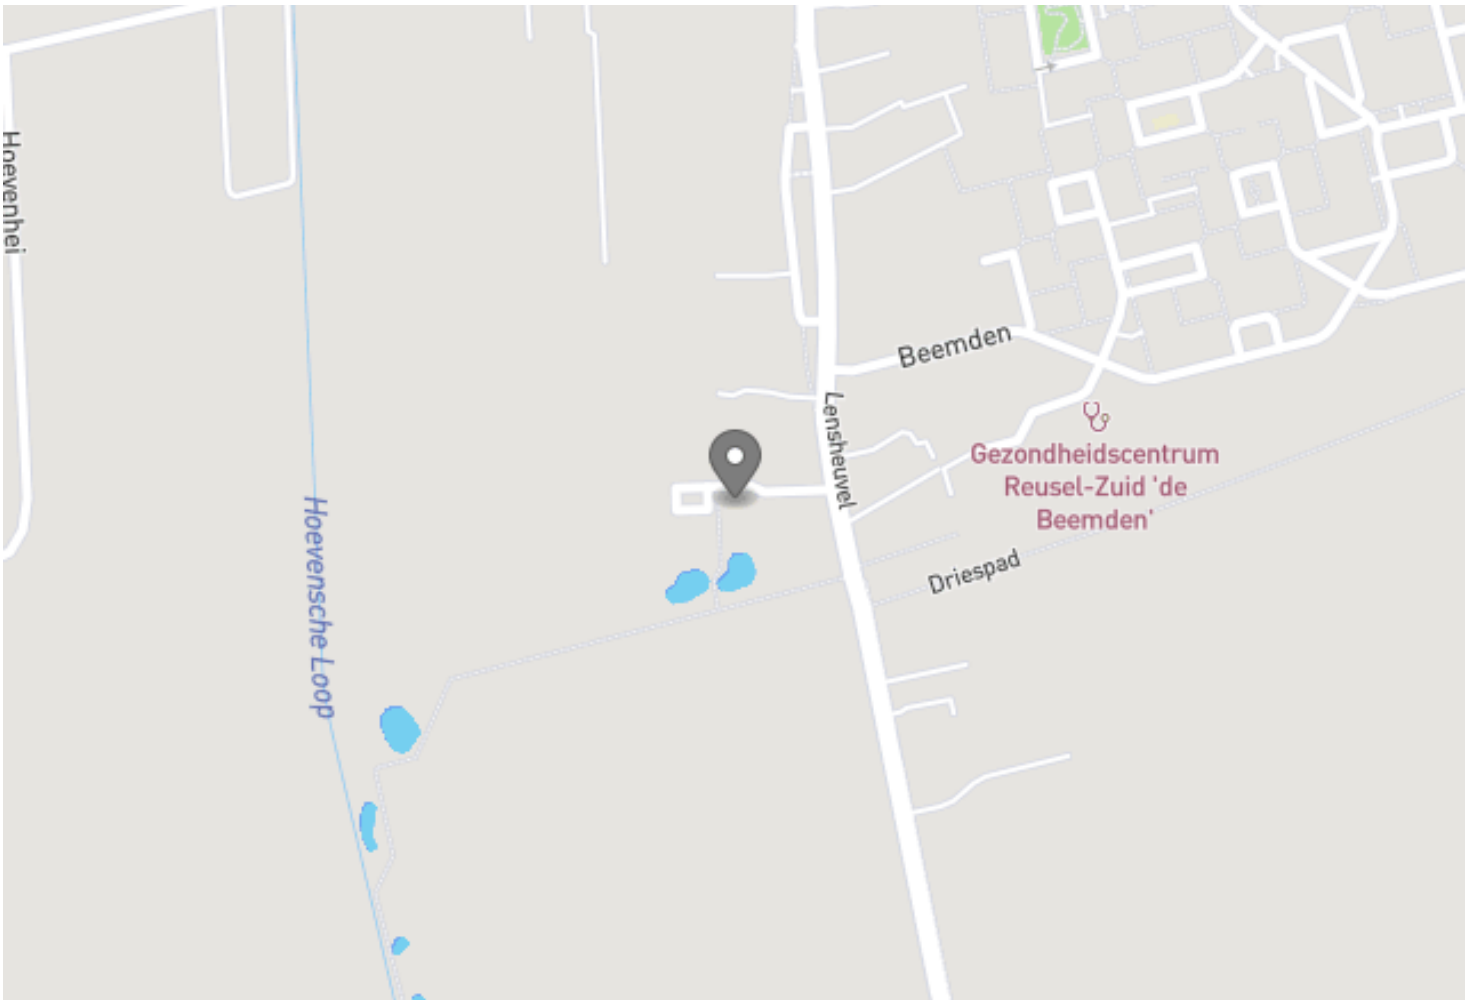 Hoevenhei
Beemden
Lensheuvel
Gezondheidscentrum
Reusel-Zuid 'de
Beemden'
Driespad
Hoevensche Loop